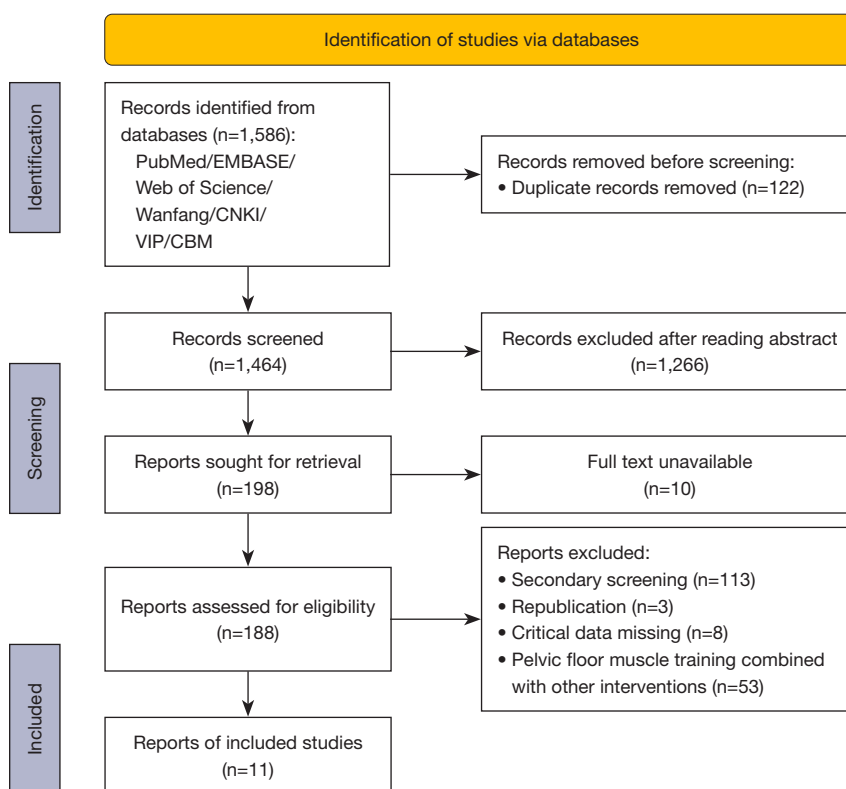 Identification of studies via databases
Identification
Records identified from
databases (n=1,586):
PubMed/EMBASE/
Web of Science/
Wanfang/CNKI/
VIP/CBM
Records removed before screening:
• Duplicate records removed (n=122)
Screening
Records screened
(n=1,464)
Records excluded after reading abstract
(n=1,266)
Reports sought for retrieval
(n=198)
Full text unavailable
(n=10)
Reports assessed for eligibility
(n=188)
Reports excluded:
• Secondary screening (n=113)
• Republication (n=3)
• Critical data missing (n=8)
• Pelvic floor muscle training combined
with other interventions (n=53)
Included
Reports of included studies
(n=11)